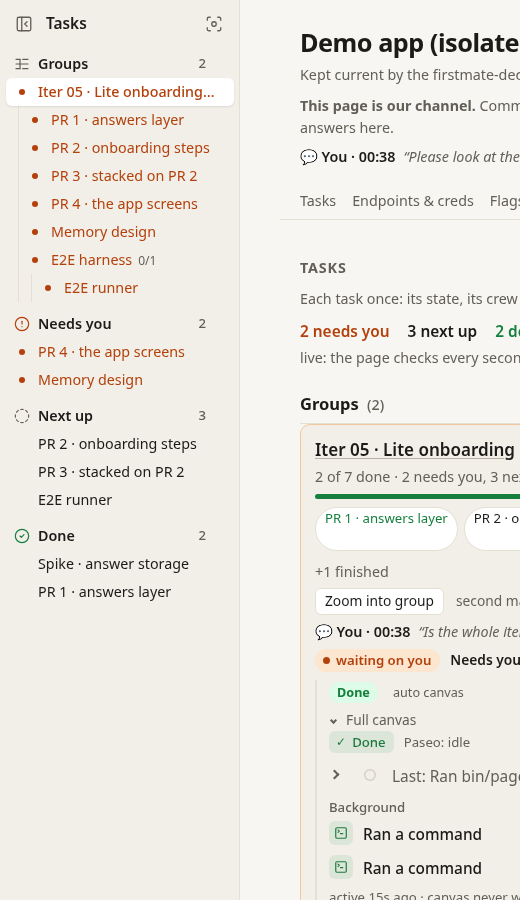 Tasks
Groups 2
Iter 05 · Lite onboarding...
PR 1 · answers layer
PR 2 · onboarding steps
PR 3 · stacked on PR 2
PR 4 · the app screens
Memory design
E2E harness 0/1
E2E runner
Needs you 2
PR 4 · the app screens
Memory design
Next up 3
PR 2 · onboarding steps
PR 3 · stacked on PR 2
E2E runner
Done 2
Spike · answer storage
PR 1 · answers layer
Demo app (isolate
Kept current by the firstmate-dec
This page is our channel. Comm
answers here.
💬 You · 00:38 “Please look at the
Tasks Endpoints & creds Flags
TASKS
Each task once: its state, its crew
2 needs you 3 next up 2 do
live: the page checks every secon
Groups (2)
Iter 05 · Lite onboarding
2 of 7 done · 2 needs you, 3 nex
PR 1 · answers layer PR 2 · o
+1 finished
Zoom into group second ma
💬 You · 00:38 “Is the whole Ite
waiting on you Needs you
Done auto canvas
Full canvas
✓ Done Paseo: idle
Last: Ran bin/page
Background
Ran a command
Ran a command
active 15s ago · canvas never w